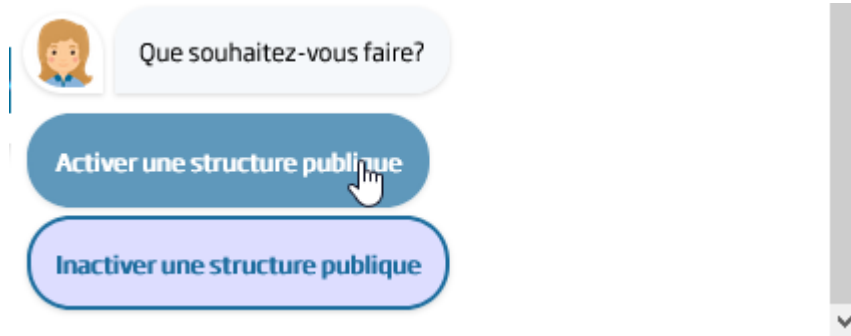 Que souhaitez-vous faire?
Activer une structure publique
Inactiver une structure publique